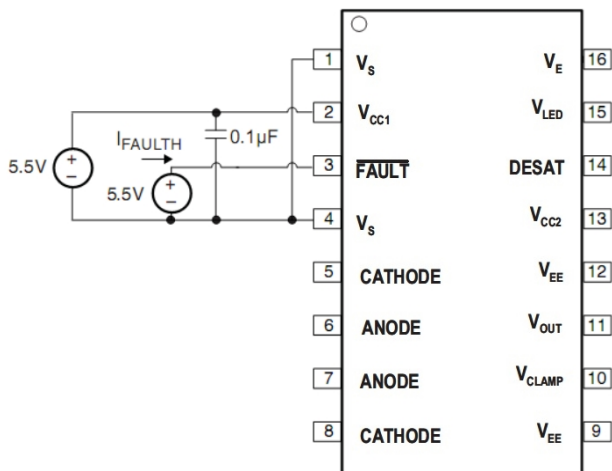 1 V_S V_E 16
2 V_CC1 V_LED 15
I_FAULTH 0.1µF
5.5V + − 3 F̅A̅U̅L̅T̅ DESAT 14
5.5V + −
4 V_S V_CC2 13
5 CATHODE V_EE 12
6 ANODE V_OUT 11
7 ANODE V_CLAMP 10
8 CATHODE V_EE 9